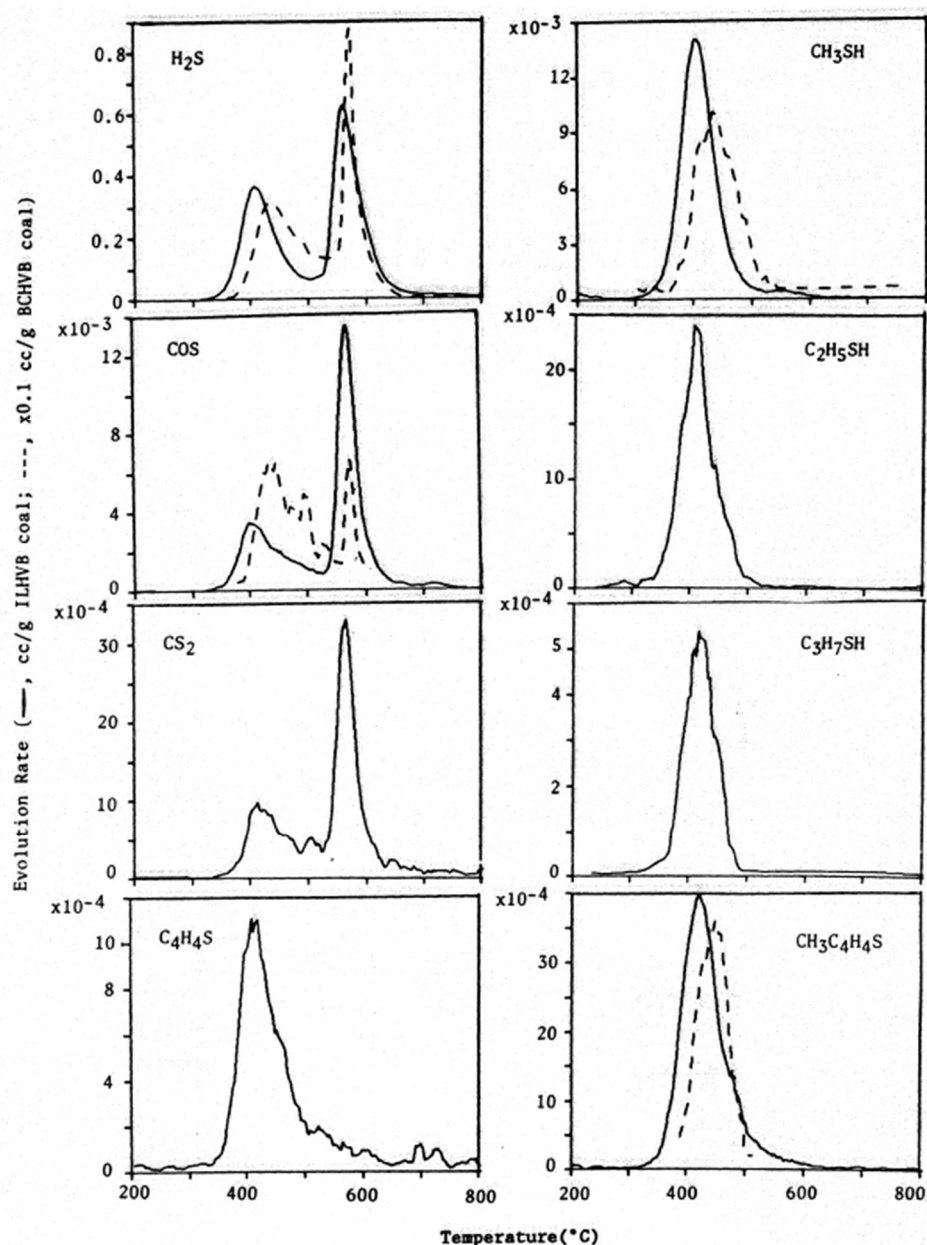 Evolution Rate (——, cc/g ILHVB coal; ---, x0.1 cc/g BCHVB coal)
H2S
0.8
0.6
0.4
0.2
0
x10-3
CH3SH
12
9
6
3
0
x10-3
COS
12
8
4
0
x10-4
C2H5SH
20
10
0
x10-4
CS2
30
20
10
0
x10-4
C3H7SH
5
4
2
0
x10-4
C4H4S
10
8
4
0
200
400
600
800
x10-4
CH3C4H4S
30
20
10
0
200
400
600
800
Temperature(°C)